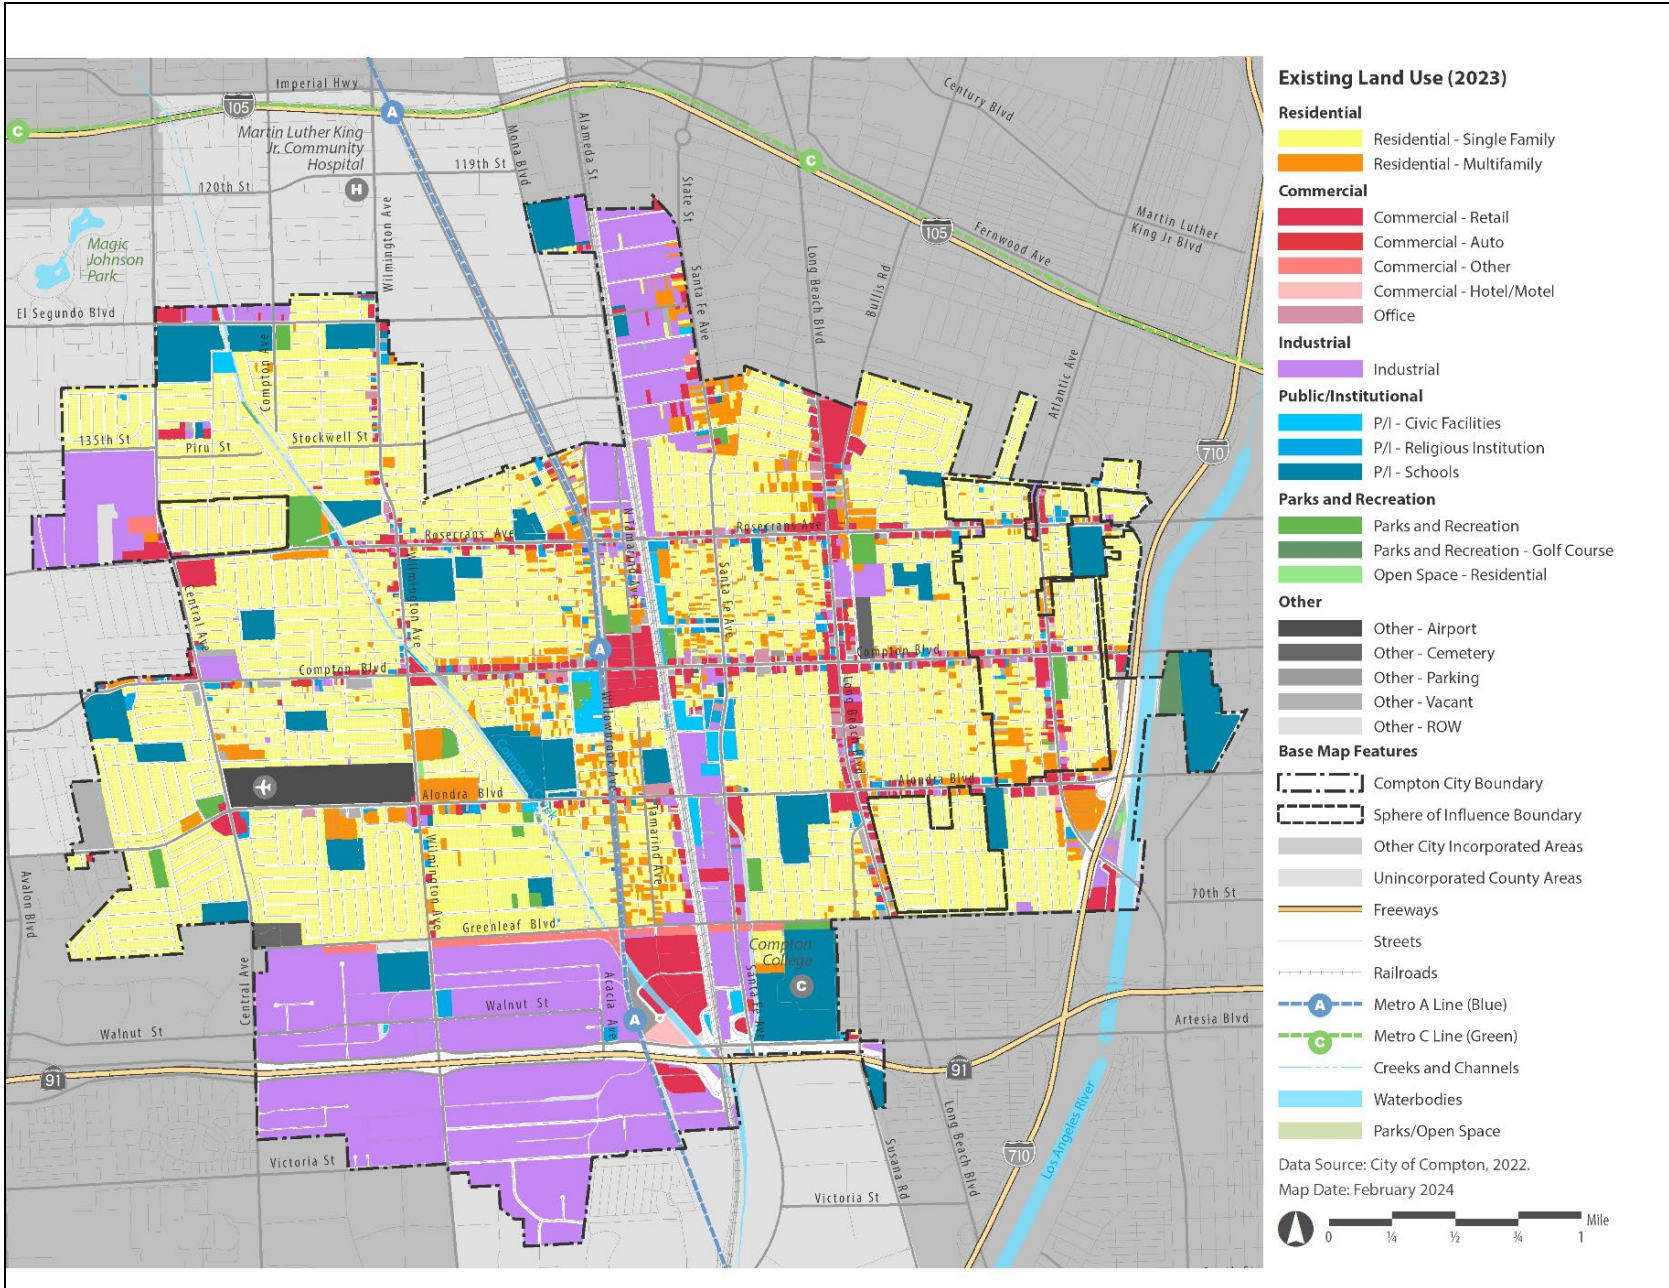 Imperial Hwy
105
A
C
Martin Luther King
Jr. Community
Hospital
H
119th St
120th St
Mona Blvd
Alameda St
State St
Century Blvd
C
Martin Luther
King Jr Blvd
105
Fernwood Ave
Magic
Johnson
Park
Wilmington Ave
Santa Fe Ave
Long Beach Blvd
Bullis Rd
El Segundo Blvd
Compton Ave
Atlantic Ave
135th St
Piru St
Stockwell St
710
Rosecrans Ave
N Tamarind Ave
Rosecrans Ave
Central Ave
Wilmington Ave
Santa Fe Ave
A
Compton Blvd
Compton Blvd
Willowbrook Ave
Long Beach Blvd
Compton Creek
Alondra Blvd
Alondra Blvd
Tamarind Ave
Wilmington Ave
Avalon Blvd
70th St
Greenleaf Blvd
Compton
College
C
Central Ave
Walnut St
Acacia Ave
Santa Fe Ave
A
Walnut St
Artesia Blvd
91
91
Los Angeles River
Victoria St
710
Susana Rd
Long Beach Blvd
Victoria St
Existing Land Use (2023)
Residential
Residential - Single Family
Residential - Multifamily
Commercial
Commercial - Retail
Commercial - Auto
Commercial - Other
Commercial - Hotel/Motel
Office
Industrial
Industrial
Public/Institutional
P/I - Civic Facilities
P/I - Religious Institution
P/I - Schools
Parks and Recreation
Parks and Recreation
Parks and Recreation - Golf Course
Open Space - Residential
Other
Other - Airport
Other - Cemetery
Other - Parking
Other - Vacant
Other - ROW
Base Map Features
Compton City Boundary
Sphere of Influence Boundary
Other City Incorporated Areas
Unincorporated County Areas
Freeways
Streets
Railroads
A Metro A Line (Blue)
C Metro C Line (Green)
Creeks and Channels
Waterbodies
Parks/Open Space
Data Source: City of Compton, 2022.
Map Date: February 2024
Mile
0 ¼ ½ ¾ 1